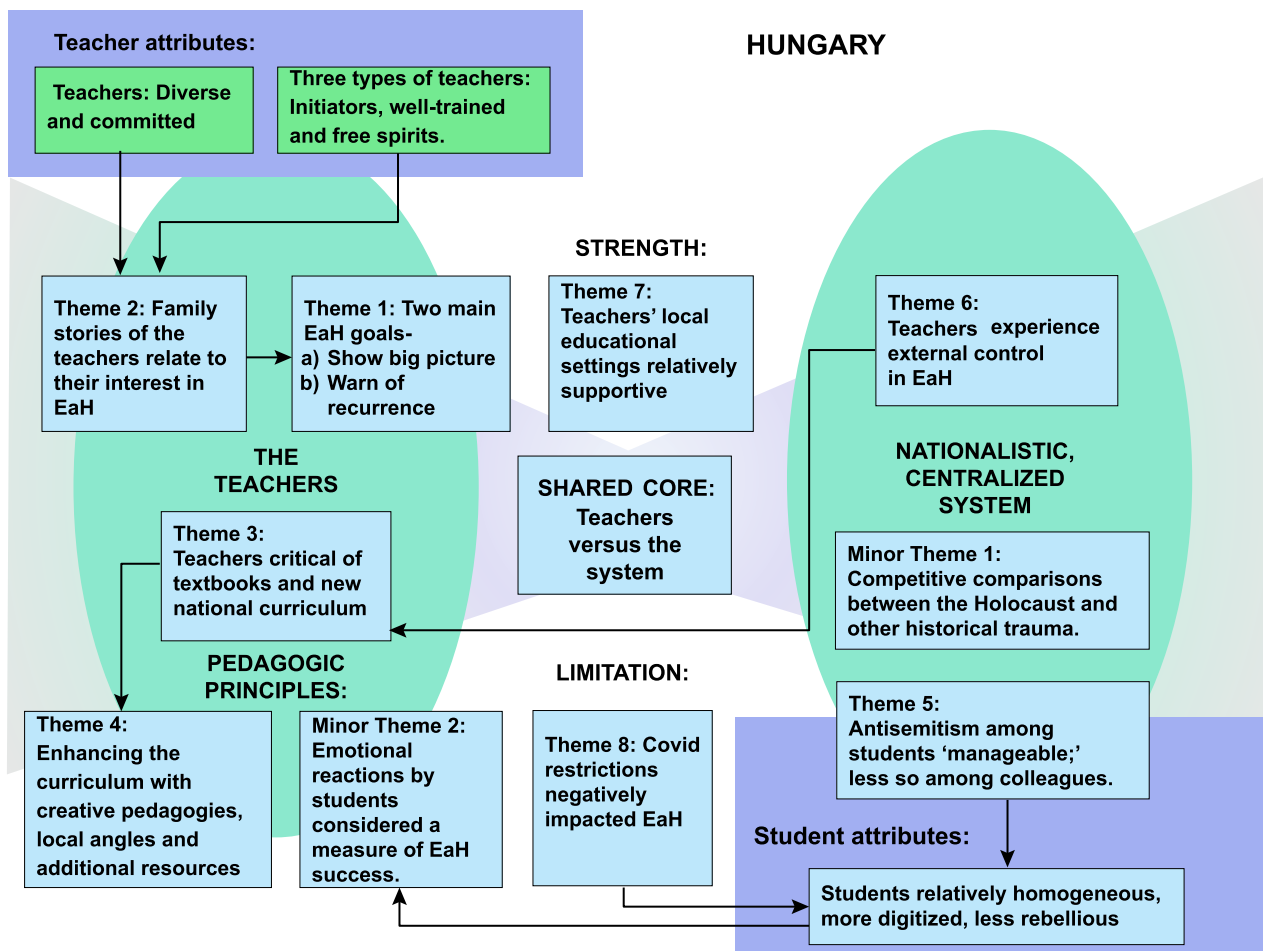 Teacher attributes:
HUNGARY
Teachers: Diverse
and committed
Three types of teachers:
Initiators, well-trained
and free spirits.
STRENGTH:
Theme 2: Family
stories of the
teachers relate to
their interest in
EaH
Theme 1: Two main
EaH goals-
a) Show big picture
b) Warn of
recurrence
Theme 7:
Teachers’ local
educational
settings relatively
supportive
Theme 6:
Teachers experience
external control
in EaH
THE
TEACHERS
SHARED CORE:
Teachers
versus the
system
NATIONALISTIC,
CENTRALIZED
SYSTEM
Theme 3:
Teachers critical of
textbooks and new
national curriculum
Minor Theme 1:
Competitive comparisons
between the Holocaust and
other historical trauma.
PEDAGOGIC
PRINCIPLES:
LIMITATION:
Theme 4:
Enhancing the
curriculum with
creative pedagogies,
local angles and
additional resources
Minor Theme 2:
Emotional
reactions by
students
considered a
measure of EaH
success.
Theme 8: Covid
restrictions
negatively
impacted EaH
Theme 5:
Antisemitism among
students ‘manageable;’
less so among colleagues.
Student attributes:
Students relatively homogeneous,
more digitized, less rebellious